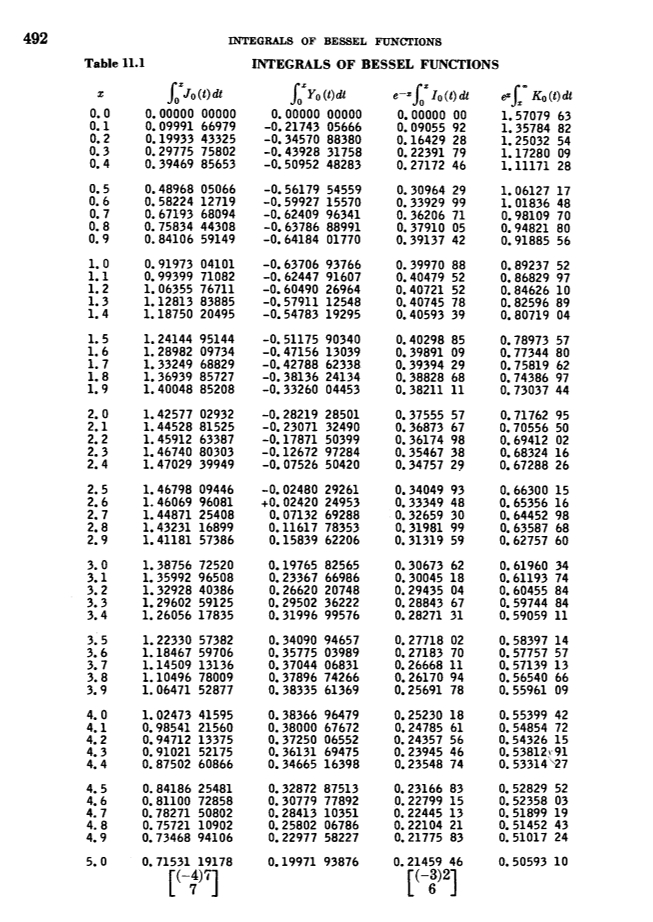 492
INTEGRALS OF BESSEL FUNCTIONS
Table 11.1 INTEGRALS OF BESSEL FUNCTIONS
x ∫₀ˣ J₀(t)dt ∫₀ˣ Y₀(t)dt e⁻ˣ∫₀ˣ I₀(t)dt eˣ∫ₓ^∞ K₀(t)dt
0.0 0.00000 00000 0.00000 00000 0.00000 00 1.57079 63
0.1 0.09991 66979 -0.21743 05666 0.09055 92 1.35784 82
0.2 0.19933 43325 -0.34570 88380 0.16429 28 1.25032 54
0.3 0.29775 75802 -0.43928 31758 0.22391 79 1.17280 09
0.4 0.39469 85653 -0.50952 48283 0.27172 46 1.11171 28
0.5 0.48968 05066 -0.56179 54559 0.30964 29 1.06127 17
0.6 0.58224 12719 -0.59927 15570 0.33929 99 1.01836 48
0.7 0.67193 68094 -0.62409 96341 0.36206 71 0.98109 70
0.8 0.75834 44308 -0.63786 88991 0.37910 05 0.94821 80
0.9 0.84106 59149 -0.64184 01770 0.39137 42 0.91885 56
1.0 0.91973 04101 -0.63706 93766 0.39970 88 0.89237 52
1.1 0.99399 71082 -0.62447 91607 0.40479 52 0.86829 97
1.2 1.06355 76711 -0.60490 26964 0.40721 52 0.84626 10
1.3 1.12813 83885 -0.57911 12548 0.40745 78 0.82596 89
1.4 1.18750 20495 -0.54783 19295 0.40593 39 0.80719 04
1.5 1.24144 95144 -0.51175 90340 0.40298 85 0.78973 57
1.6 1.28982 09734 -0.47156 13039 0.39891 09 0.77344 80
1.7 1.33249 68829 -0.42788 62338 0.39394 29 0.75819 62
1.8 1.36939 85727 -0.38136 24134 0.38828 68 0.74386 97
1.9 1.40048 85208 -0.33260 04453 0.38211 11 0.73037 44
2.0 1.42577 02932 -0.28219 28501 0.37555 57 0.71762 95
2.1 1.44528 81525 -0.23071 32490 0.36873 67 0.70556 50
2.2 1.45912 63387 -0.17871 50399 0.36174 98 0.69412 02
2.3 1.46740 80303 -0.12672 97284 0.35467 38 0.68324 16
2.4 1.47029 39949 -0.07526 50420 0.34757 29 0.67288 26
2.5 1.46798 09446 -0.02480 29261 0.34049 93 0.66300 15
2.6 1.46069 96081 +0.02420 24953 0.33349 48 0.65356 16
2.7 1.44871 25408 0.07132 69288 0.32659 30 0.64452 98
2.8 1.43231 16899 0.11617 78353 0.31981 99 0.63587 68
2.9 1.41181 57386 0.15839 62206 0.31319 59 0.62757 60
3.0 1.38756 72520 0.19765 82565 0.30673 62 0.61960 34
3.1 1.35992 96508 0.23367 66986 0.30045 18 0.61193 74
3.2 1.32928 40386 0.26620 20748 0.29435 04 0.60455 84
3.3 1.29602 59125 0.29502 36222 0.28843 67 0.59744 84
3.4 1.26056 17835 0.31996 99576 0.28271 31 0.59059 11
3.5 1.22330 57382 0.34090 94657 0.27718 02 0.58397 14
3.6 1.18467 59706 0.35775 03989 0.27183 70 0.57757 57
3.7 1.14509 13136 0.37044 06831 0.26668 11 0.57139 13
3.8 1.10496 78009 0.37896 74266 0.26170 94 0.56540 66
3.9 1.06471 52877 0.38335 61369 0.25691 78 0.55961 09
4.0 1.02473 41595 0.38366 96479 0.25230 18 0.55399 42
4.1 0.98541 21560 0.38000 67672 0.24785 61 0.54854 72
4.2 0.94712 13375 0.37250 06552 0.24357 56 0.54326 15
4.3 0.91021 52175 0.36131 69475 0.23945 46 0.53812 91
4.4 0.87502 60866 0.34665 16398 0.23548 74 0.53314 27
4.5 0.84186 25481 0.32872 87513 0.23166 83 0.52829 52
4.6 0.81100 72858 0.30779 77892 0.22799 15 0.52358 03
4.7 0.78271 50802 0.28413 10351 0.22445 13 0.51899 19
4.8 0.75721 10902 0.25802 06786 0.22104 21 0.51452 43
4.9 0.73468 94106 0.22977 58227 0.21775 83 0.51017 24
5.0 0.71531 19178 0.19971 93876 0.21459 46 0.50593 10
[(-4)7] [(-3)2]
[7] [6]